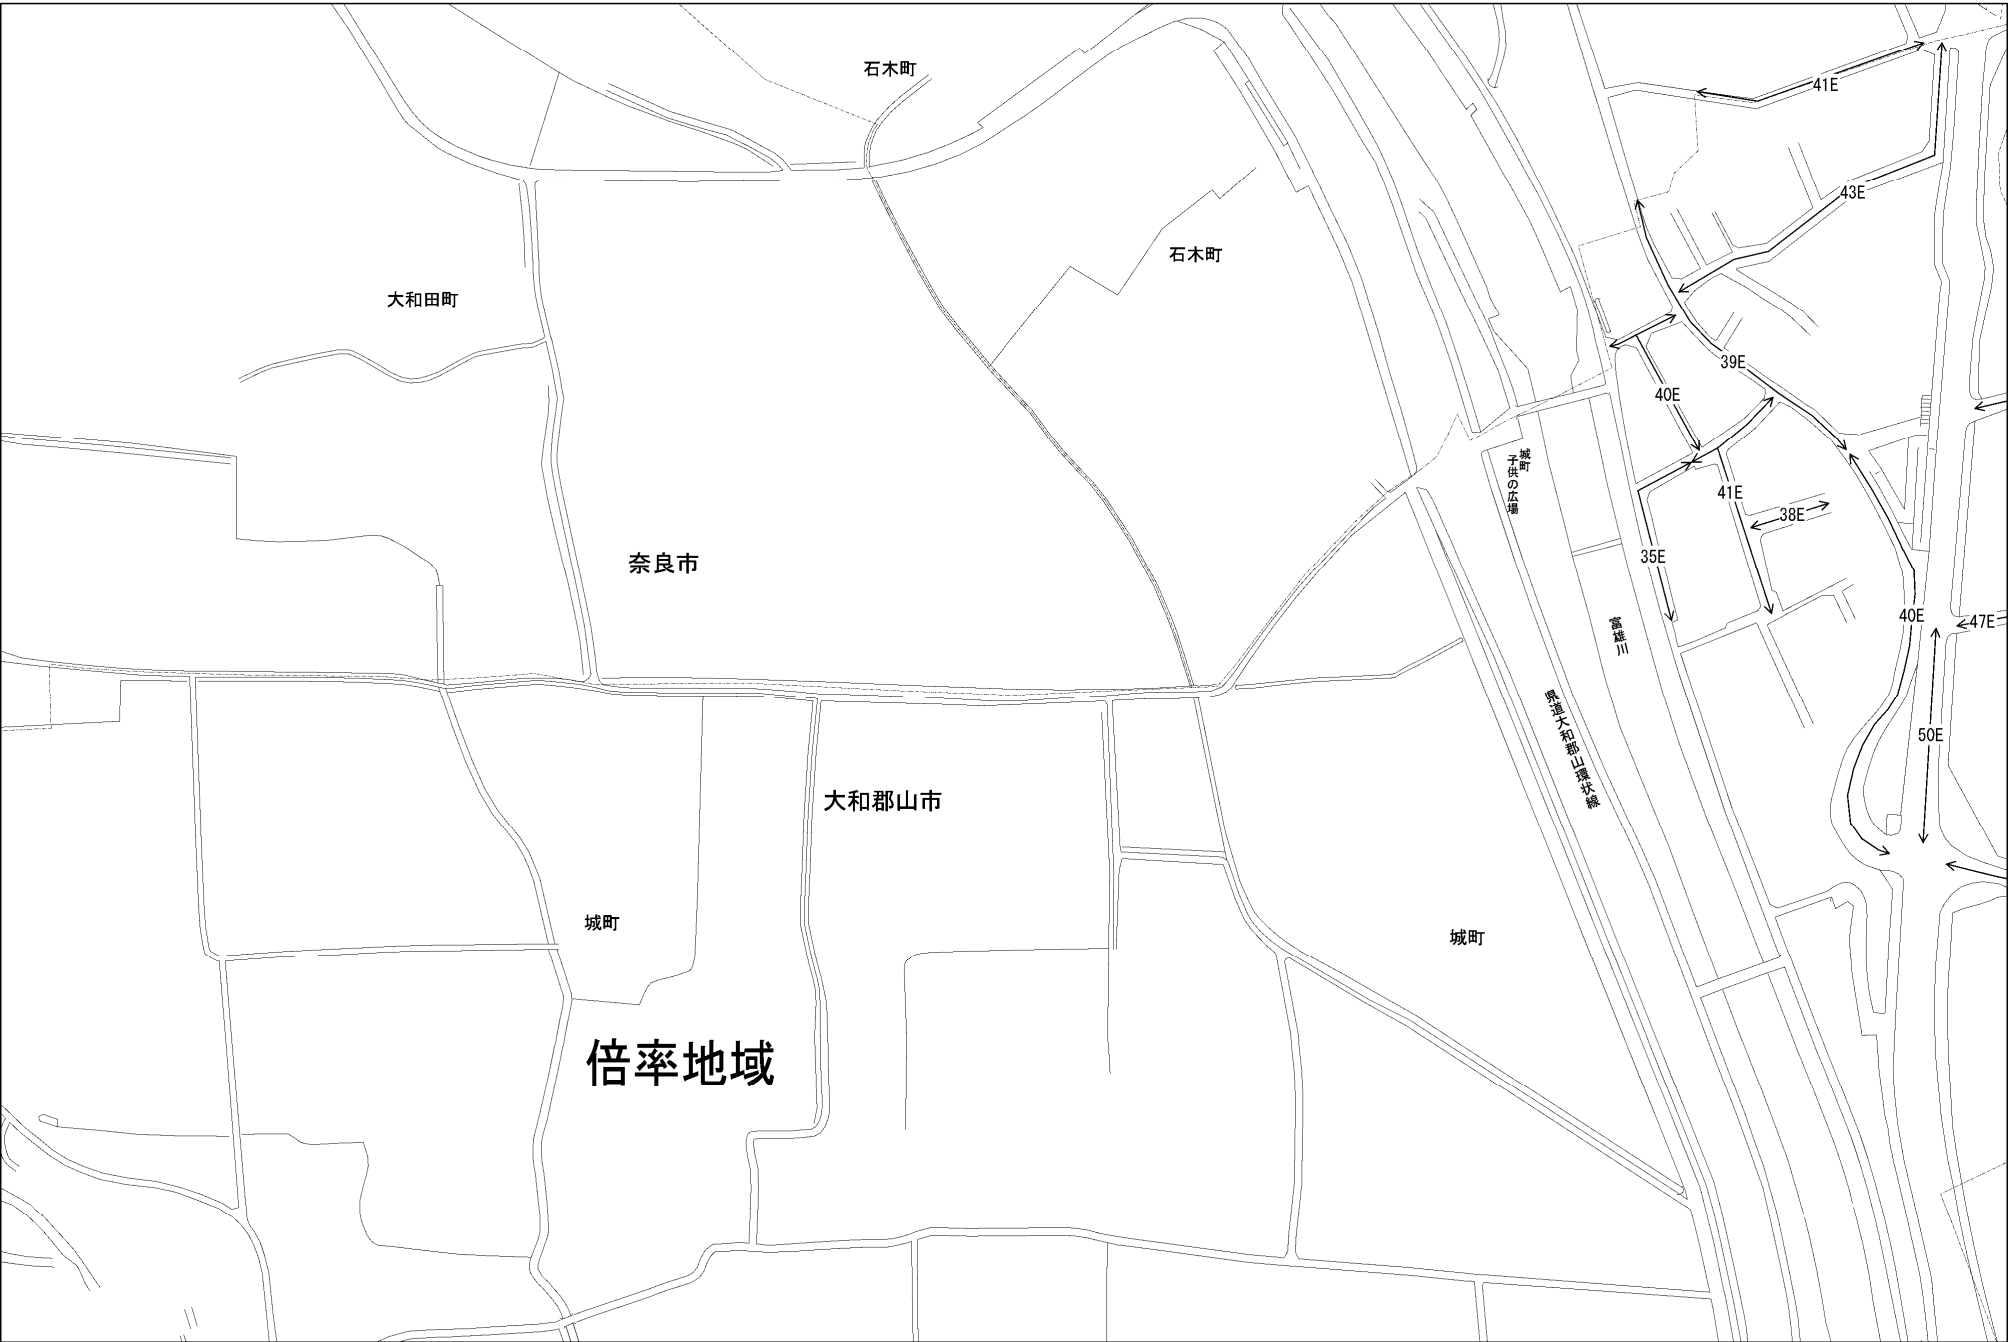 石木町
41E
43E
石木町
大和田町
39E
40E
城町
子供の広場
41E
38E
奈良市
35E
40E
47E
富雄川
県道大和郡山環状線
50E
大和郡山市
城町
城町
倍率地域